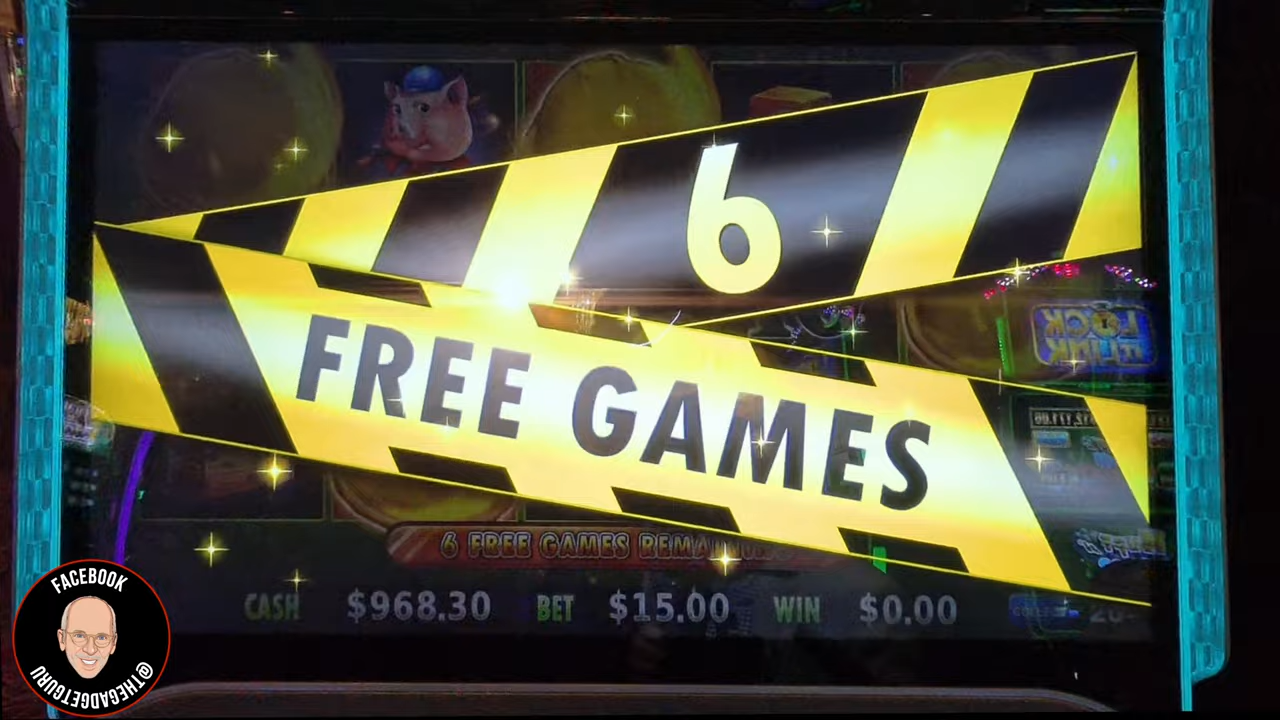 6
FREE GAMES
6 FREE GAMES REMAINING
CASH $968.30 BET $15.00 WIN $0.00
FACEBOOK
@THEGADGETGURU